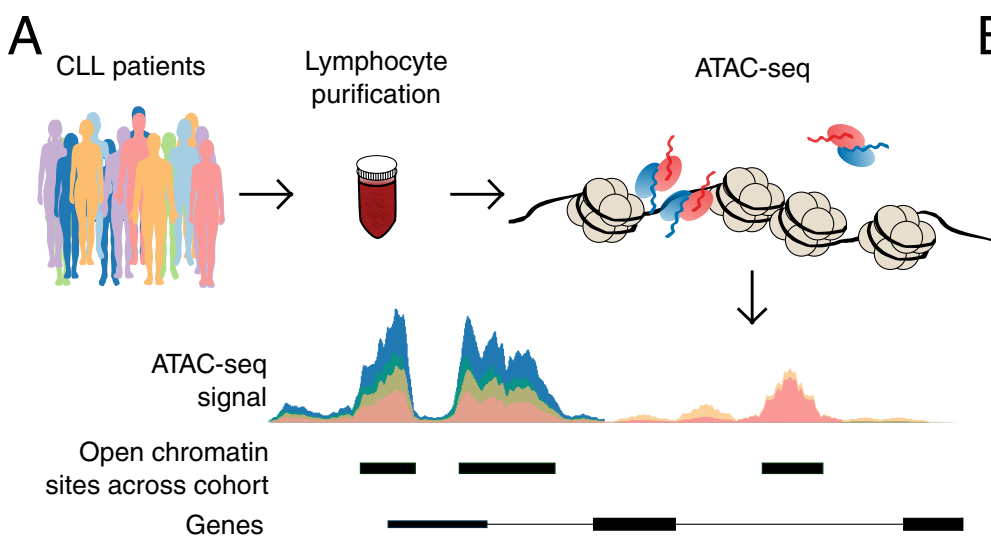 A
CLL patients
Lymphocyte
purification
ATAC-seq
ATAC-seq
signal
Open chromatin
sites across cohort
Genes